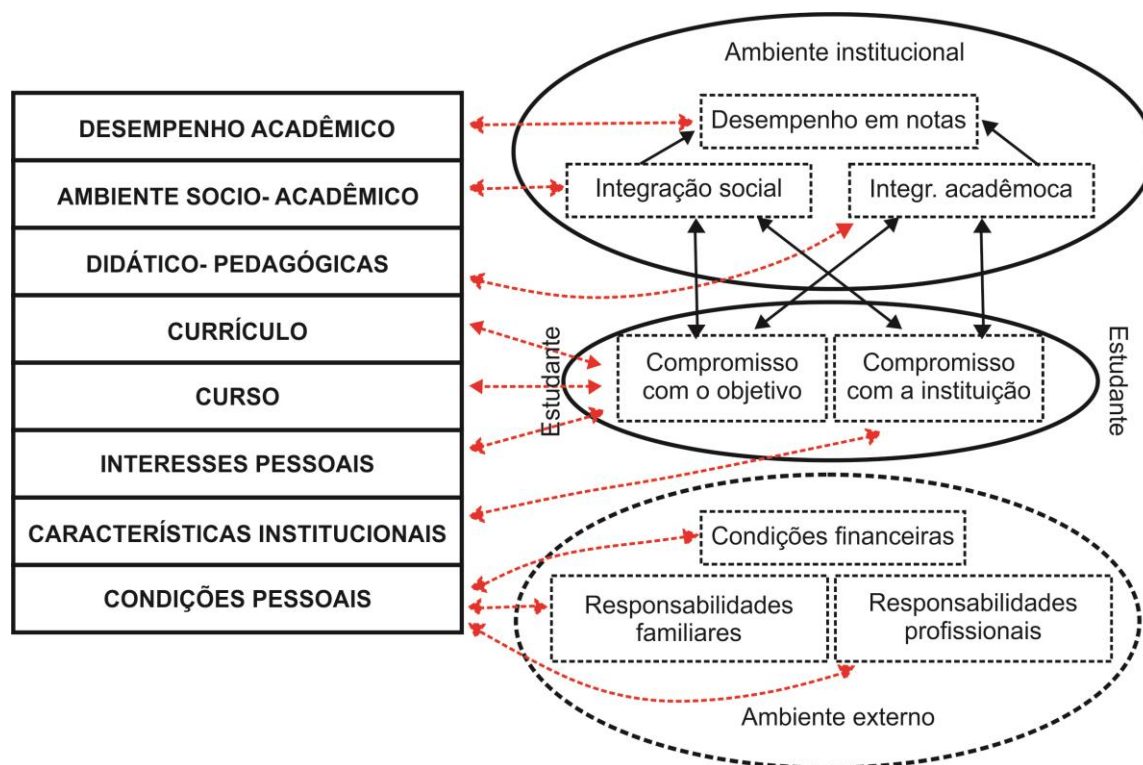 DESEMPENHO ACADÊMICO
AMBIENTE SOCIO- ACADÊMICO
DIDÁTICO- PEDAGÓGICAS
CURRÍCULO
CURSO
INTERESSES PESSOAIS
CARACTERÍSTICAS INSTITUCIONAIS
CONDIÇÕES PESSOAIS
Ambiente institucional
Desempenho em notas
Integração social
Integr. acadêmoca
Estudante
Compromisso
com o objetivo
Compromisso
com a instituição
Estudante
Condições financeiras
Responsabilidades
familiares
Responsabilidades
profissionais
Ambiente externo